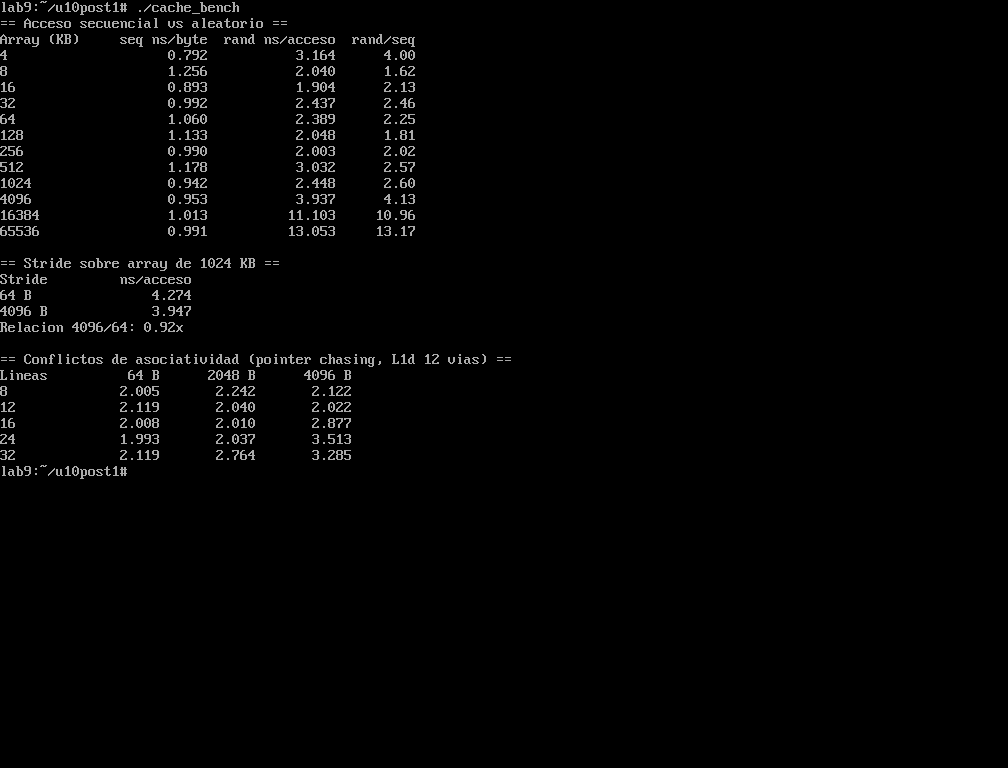 lab9:~/u10post1# ./cache_bench
== Acceso secuencial vs aleatorio ==
Array (KB)     seq ns/byte  rand ns/acceso  rand/seq
4                    0.792           3.164      4.00
8                    1.256           2.040      1.62
16                   0.893           1.904      2.13
32                   0.992           2.437      2.46
64                   1.060           2.389      2.25
128                  1.133           2.048      1.81
256                  0.990           2.003      2.02
512                  1.178           3.032      2.57
1024                 0.942           2.448      2.60
4096                 0.953           3.937      4.13
16384                1.013          11.103     10.96
65536                0.991          13.053     13.17
== Stride sobre array de 1024 KB ==
Stride         ns/acceso
64 B               4.274
4096 B             3.947
Relacion 4096/64: 0.92x
== Conflictos de asociatividad (pointer chasing, L1d 12 vias) ==
Lineas          64 B      2048 B      4096 B
8              2.005       2.242       2.122
12             2.119       2.040       2.022
16             2.008       2.010       2.877
24             1.993       2.037       3.513
32             2.119       2.764       3.285
lab9:~/u10post1#